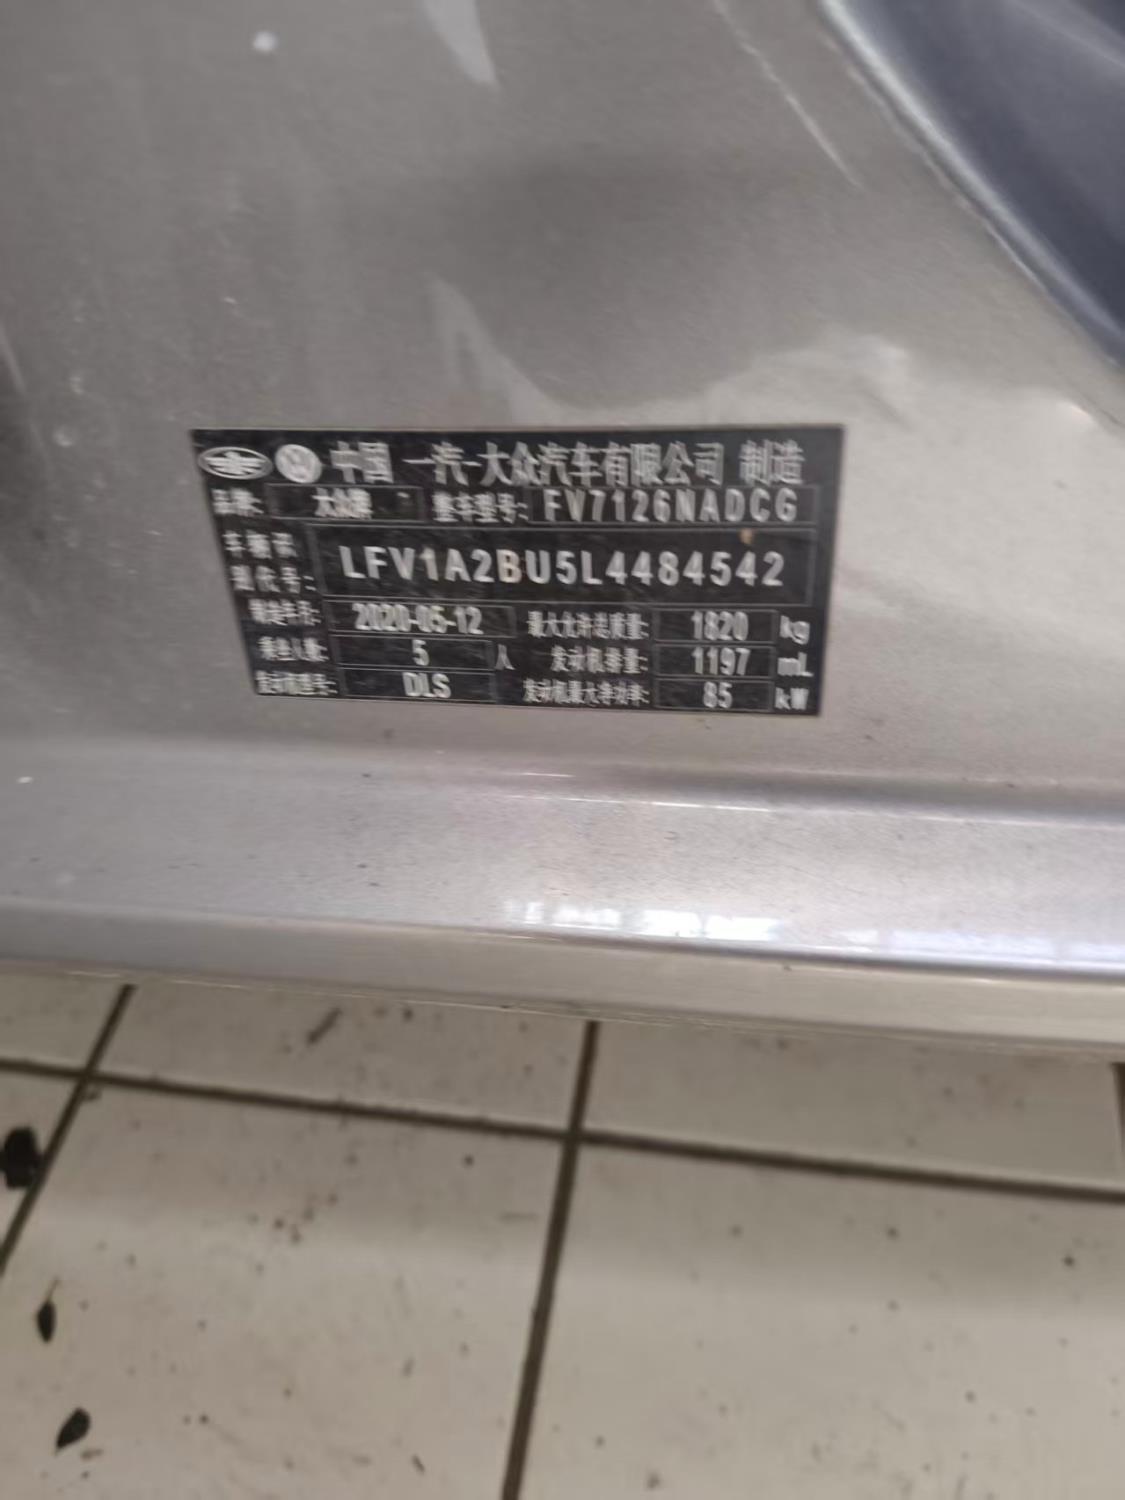 中国 一汽-大众汽车有限公司 制造
品牌: 大众牌 整车型号: FV7126NADCG
车辆识
别代号: LFV1A2BU5L4484542
制造年月: 2020-05-12 最大允许总质量: 1820 kg
乘坐人数: 5 人 发动机排量: 1197 mL
发动机型号: DLS 发动机最大净功率: 85 kW